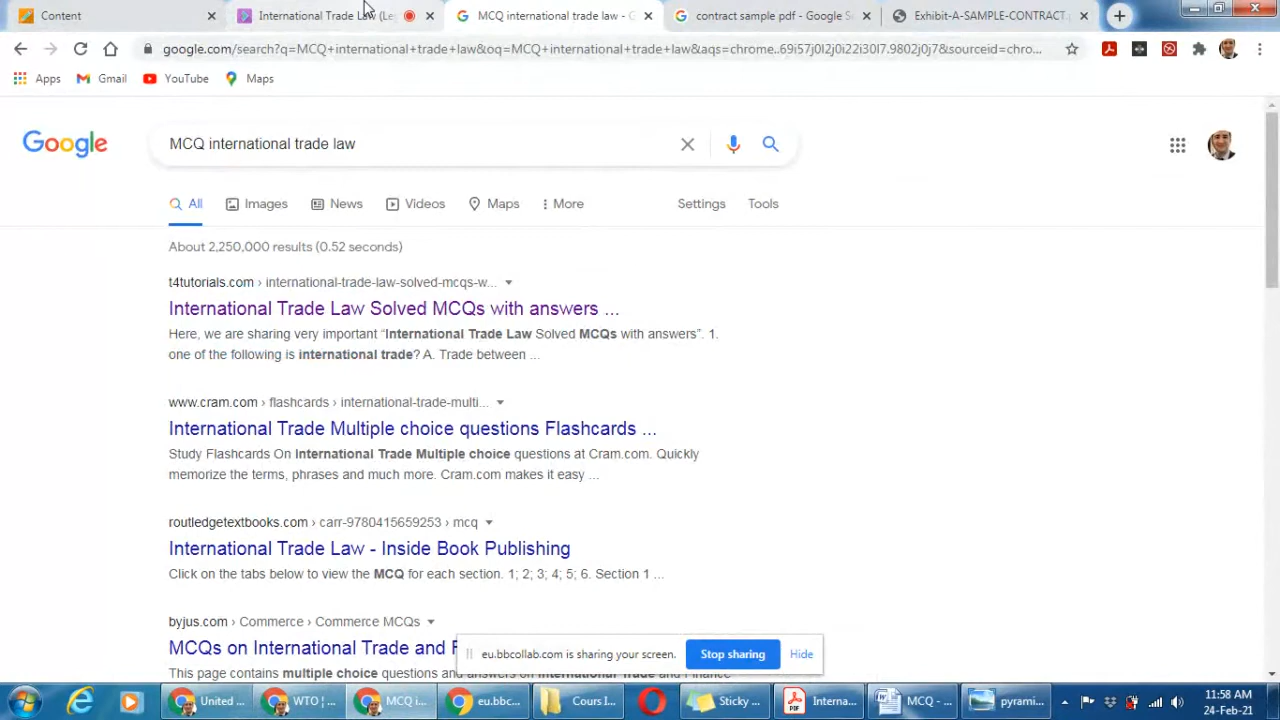 Content
International Trade Law (Le
MCQ international trade law - G
contract sample pdf - Google S
Exhibit-A-SAMPLE-CONTRACT.p
google.com/search?q=MCQ+international+trade+law&oq=MCQ+international+trade+law&aqs=chrome..69i57j0l2j0i22i30l7.9802j0j7&sourceid=chro...
Apps
Gmail
YouTube
Maps
Google
MCQ international trade law
All
Images
News
Videos
Maps
More
Settings
Tools
About 2,250,000 results (0.52 seconds)
t4tutorials.com › international-trade-law-solved-mcqs-w...
International Trade Law Solved MCQs with answers ...
Here, we are sharing very important “International Trade Law Solved MCQs with answers”. 1.
one of the following is international trade? A. Trade between ...
www.cram.com › flashcards › international-trade-multi...
International Trade Multiple choice questions Flashcards ...
Study Flashcards On International Trade Multiple choice questions at Cram.com. Quickly
memorize the terms, phrases and much more. Cram.com makes it easy ...
routledgetextbooks.com › carr-9780415659253 › mcq
International Trade Law - Inside Book Publishing
Click on the tabs below to view the MCQ for each section. 1; 2; 3; 4; 5; 6. Section 1 ...
byjus.com › Commerce › Commerce MCQs
MCQs on International Trade and F
This page contains multiple choice questions and answers on International Trade and Finance
eu.bbcollab.com is sharing your screen.
Stop sharing
Hide
United ...
WTO | ...
MCQ i...
eu.bbc...
Cours I...
Sticky ...
Interna...
MCQ - ...
pyrami...
11:58 AM
24-Feb-21